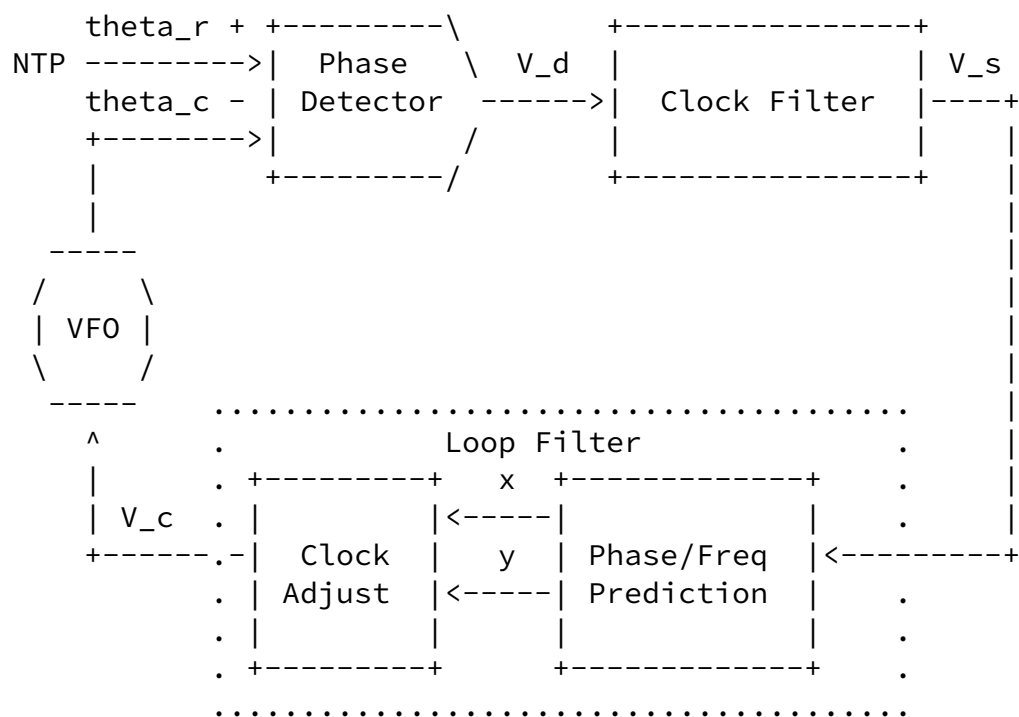 theta_r +
NTP Phase V_d V_s
theta_c - Detector Clock Filter
VFO
Loop Filter
x
V_c
Clock y Phase/Freq
Adjust Prediction